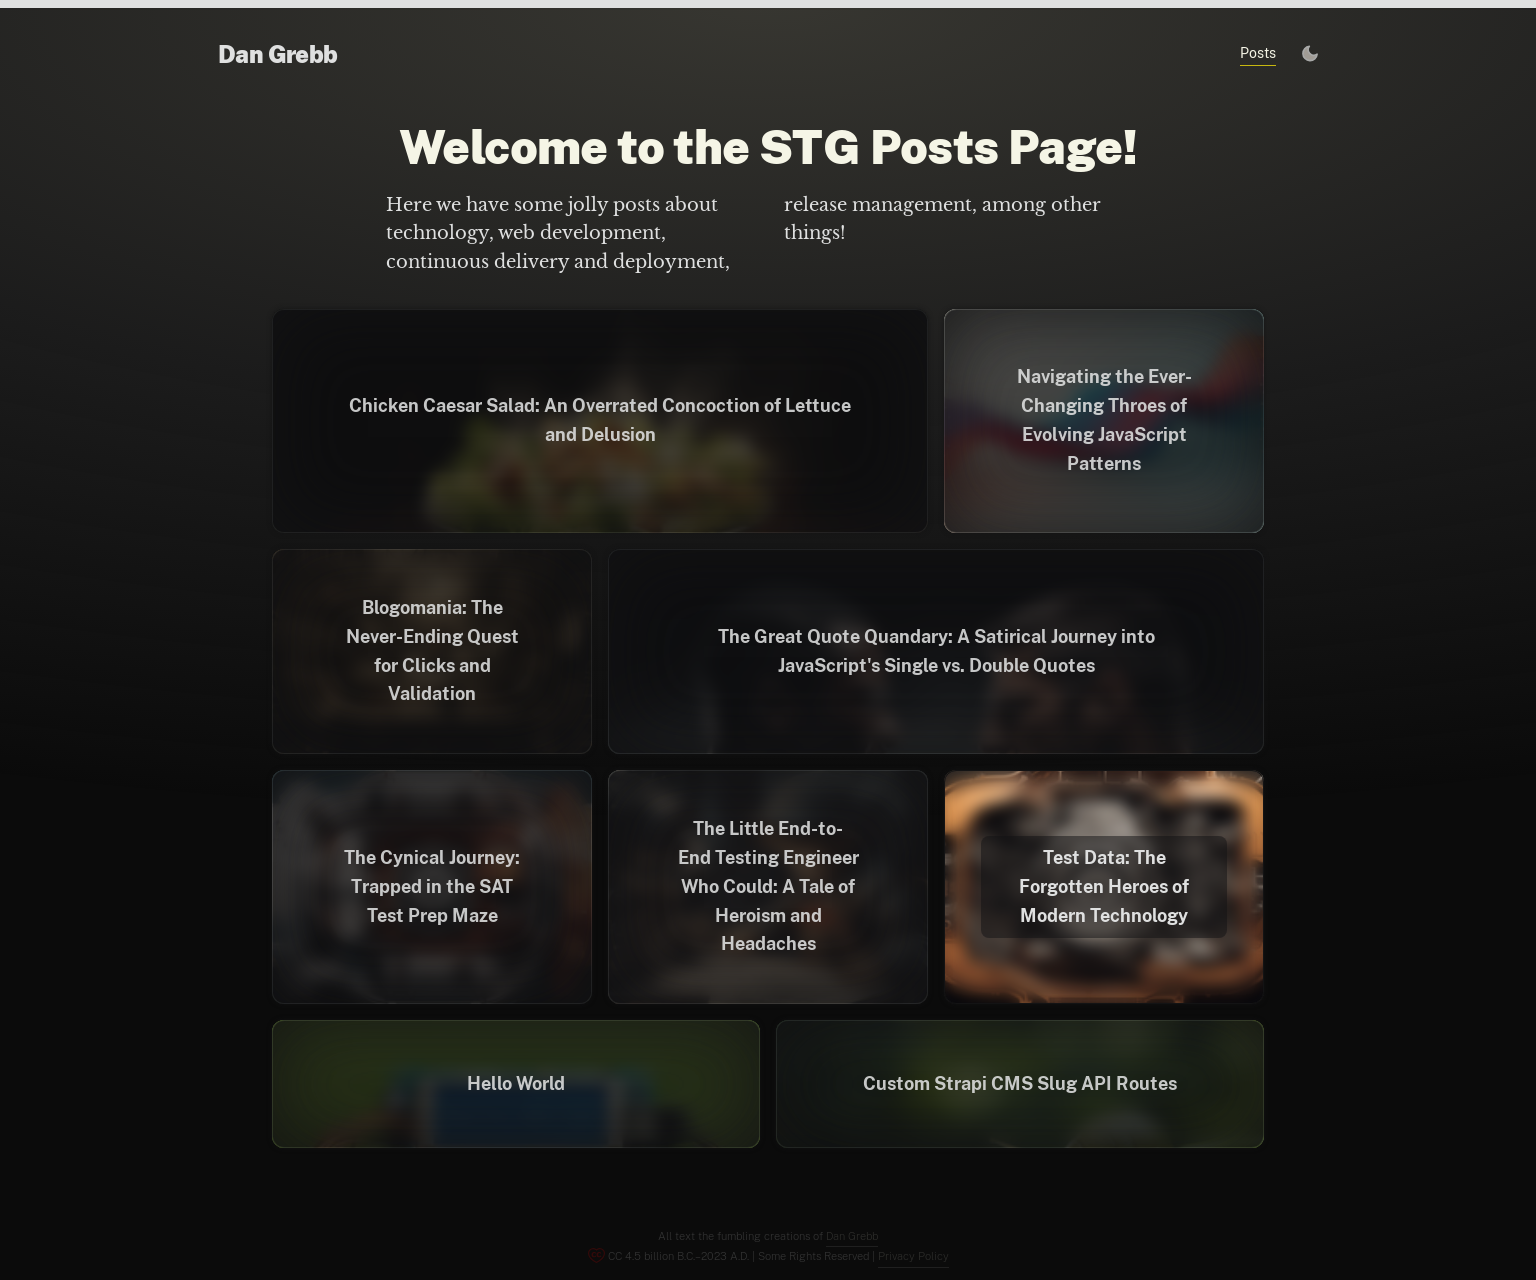 Dan Grebb
Posts
Welcome to the STG Posts Page!
Here we have some jolly posts about
technology, web development,
continuous delivery and deployment,
release management, among other
things!
Chicken Caesar Salad: An Overrated Concoction of Lettuce
and Delusion
Navigating the Ever-
Changing Throes of
Evolving JavaScript
Patterns
Blogomania: The
Never-Ending Quest
for Clicks and
Validation
The Great Quote Quandary: A Satirical Journey into
JavaScript's Single vs. Double Quotes
The Cynical Journey:
Trapped in the SAT
Test Prep Maze
The Little End-to-
End Testing Engineer
Who Could: A Tale of
Heroism and
Headaches
Test Data: The
Forgotten Heroes of
Modern Technology
Hello World
Custom Strapi CMS Slug API Routes
All text the fumbling creations of Dan Grebb
CC 4.5 billion B.C.–2023 A.D. | Some Rights Reserved | Privacy Policy